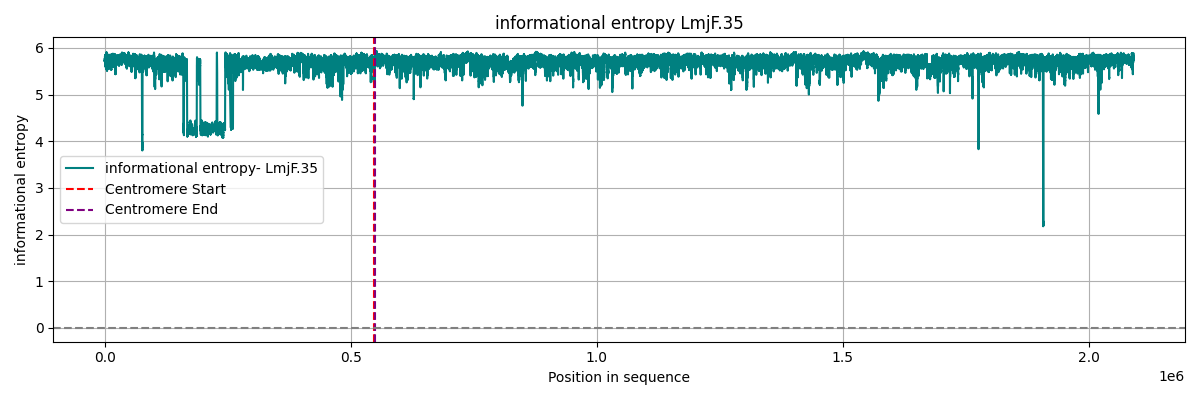 informational entropy LmjF.35
informational entropy
6
5
4
3
2
1
0
informational entropy- LmjF.35
Centromere Start
Centromere End
0.0 0.5 1.0 1.5 2.0
1e6
Position in sequence